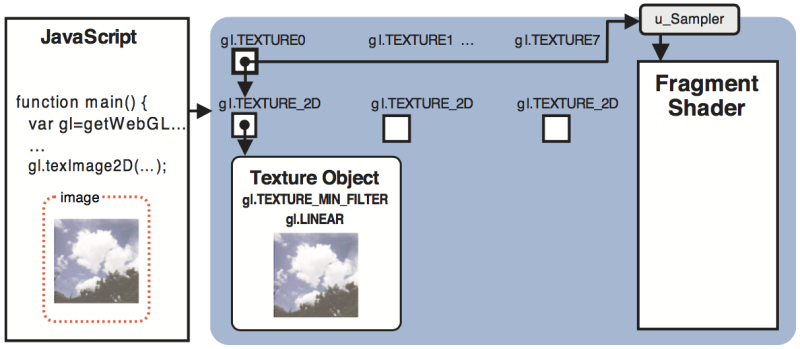 JavaScript
function main() {
var gl=getWebGL...
...
gl.texImage2D(...);
image
gl.TEXTURE0
gl.TEXTURE1 ...
gl.TEXTURE7
u_Sampler
gl.TEXTURE_2D
gl.TEXTURE_2D
gl.TEXTURE_2D
Texture Object
gl.TEXTURE_MIN_FILTER
gl.LINEAR
Fragment
Shader